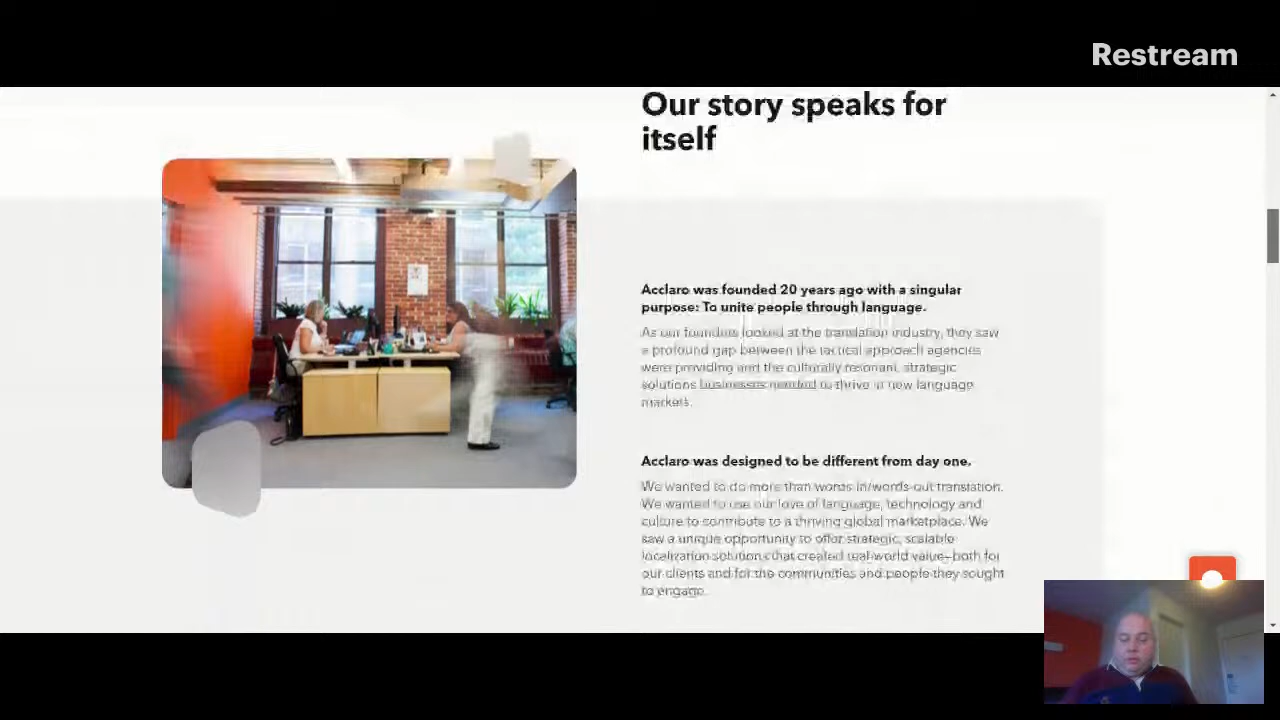 Restream
Our story speaks for
itself
Acclaro was founded 20 years ago with a singular
purpose: To unite people through language.
As our founders looked at the translation industry, they saw
a profound gap between the tactical approach agencies
were providing and the culturally resonant, strategic
solutions businesses needed to thrive in new language
markets.
Acclaro was designed to be different from day one.
We wanted to do more than words-in/words-out translation.
We wanted to use our love of language, technology and
culture to contribute to a thriving global marketplace. We
saw a unique opportunity to offer strategic, scalable
localization solutions that created real-world value—both for
our clients and for the communities and people they sought
to engage.